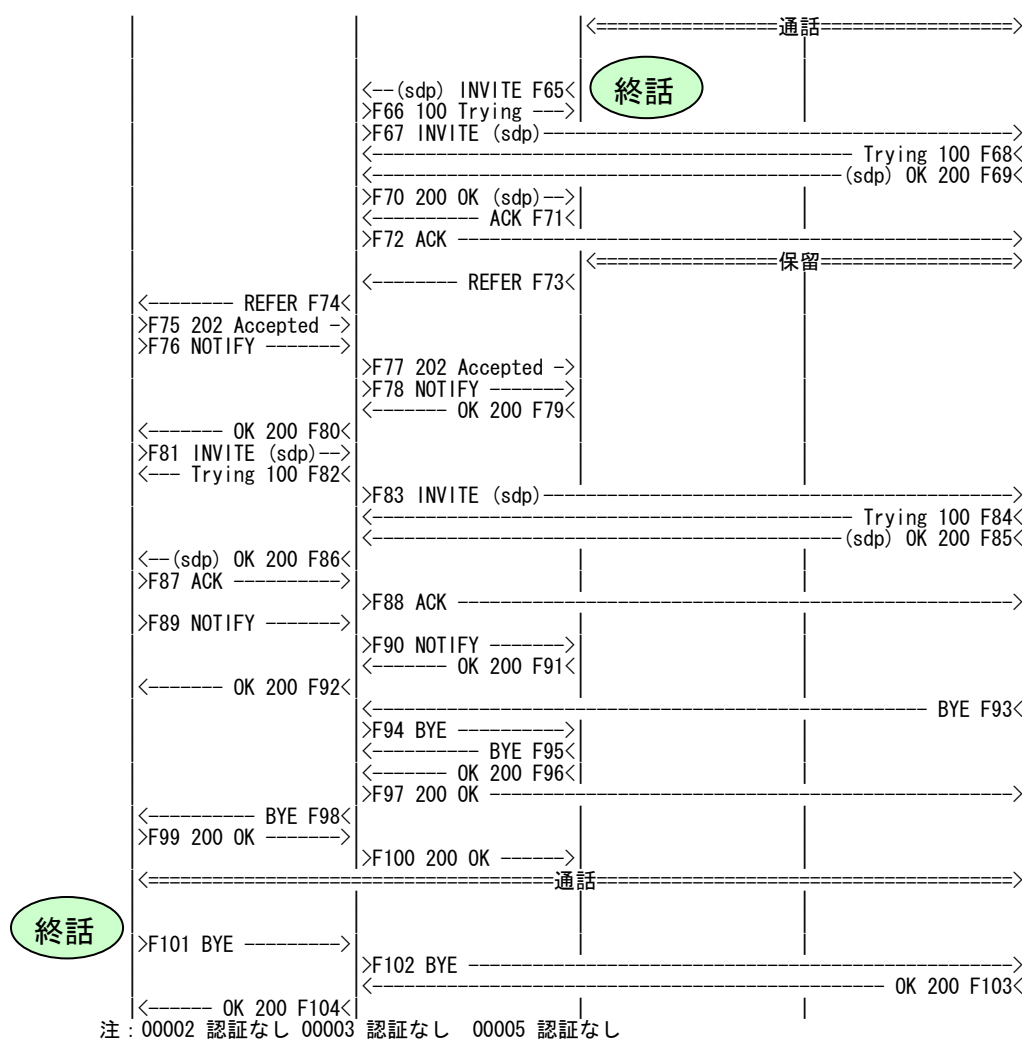 <================通話=================>
終話
<--(sdp) INVITE F65<
>F66 100 Trying --->
>F67 INVITE (sdp)-------------------------------------------->
<--------------------------------------------- Trying 100 F68<
<--------------------------------------------(sdp) OK 200 F69<
>F70 200 OK (sdp)-->
<---------- ACK F71<
>F72 ACK ---------------------------------------------------->
<================保留=================>
<-------- REFER F73<
<-------- REFER F74<
>F75 202 Accepted ->
>F76 NOTIFY ------->
>F77 202 Accepted ->
>F78 NOTIFY ------->
<------- OK 200 F79<
<------- OK 200 F80<
>F81 INVITE (sdp)-->
<--- Trying 100 F82<
>F83 INVITE (sdp)-------------------------------------------->
<--------------------------------------------- Trying 100 F84<
<--------------------------------------------(sdp) OK 200 F85<
<--(sdp) OK 200 F86<
>F87 ACK ---------->
>F88 ACK ---------------------------------------------------->
>F89 NOTIFY ------->
>F90 NOTIFY ------->
<------- OK 200 F91<
<------- OK 200 F92<
<---------------------------------------------------- BYE F93<
>F94 BYE ---------->
<---------- BYE F95<
<------- OK 200 F96<
>F97 200 OK ------------------------------------------------->
<---------- BYE F98<
>F99 200 OK ------->
>F100 200 OK ------>
<======================================通話=======================================>
終話
>F101 BYE --------->
>F102 BYE --------------------------------------------------->
<------------------------------------------------ OK 200 F103<
<------ OK 200 F104<
注：00002 認証なし 00003 認証なし 00005 認証なし